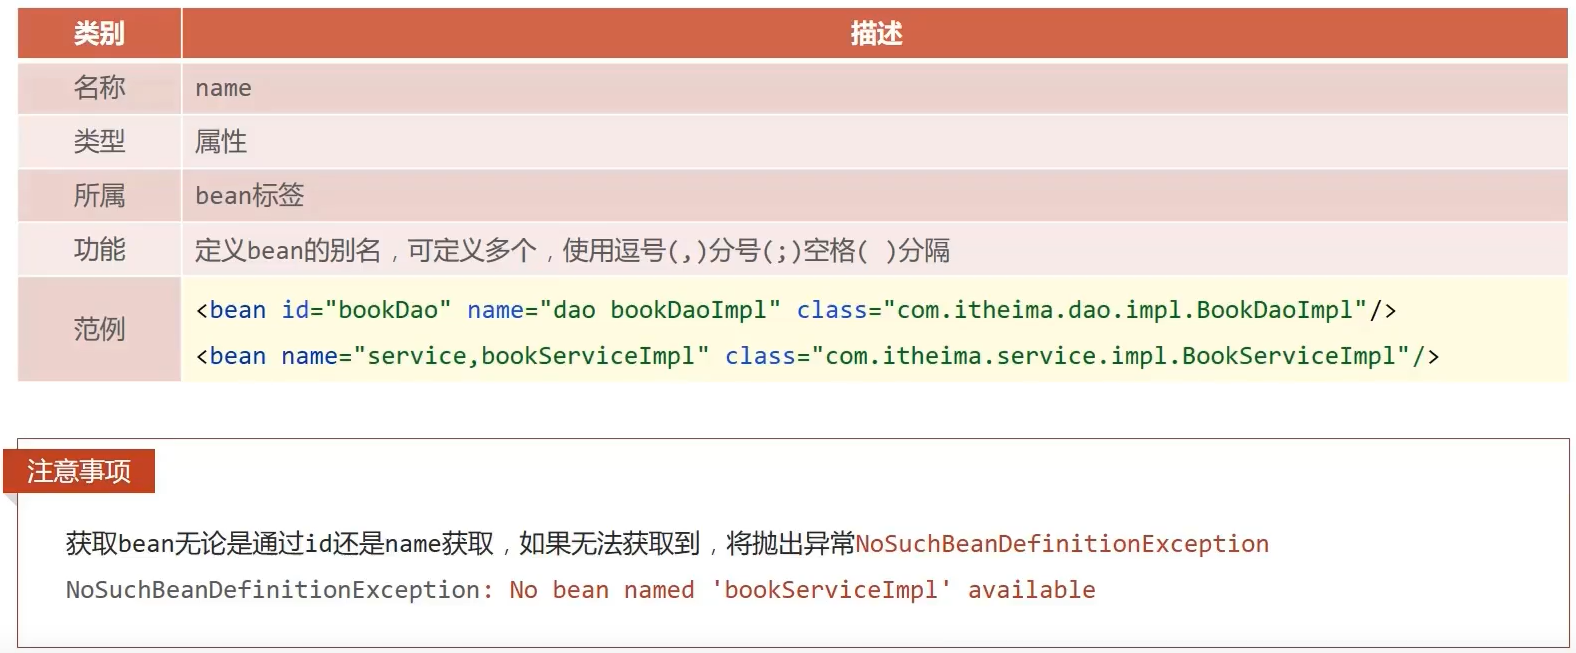 类别 描述
名称 name
类型 属性
所属 bean标签
功能 定义bean的别名，可定义多个，使用逗号(,)分号(;)空格( )分隔
范例
<bean id="bookDao" name="dao bookDaoImpl" class="com.itheima.dao.impl.BookDaoImpl"/>
<bean name="service,bookServiceImpl" class="com.itheima.service.impl.BookServiceImpl"/>
注意事项
获取bean无论是通过id还是name获取，如果无法获取到，将抛出异常NoSuchBeanDefinitionException
NoSuchBeanDefinitionException: No bean named 'bookServiceImpl' available